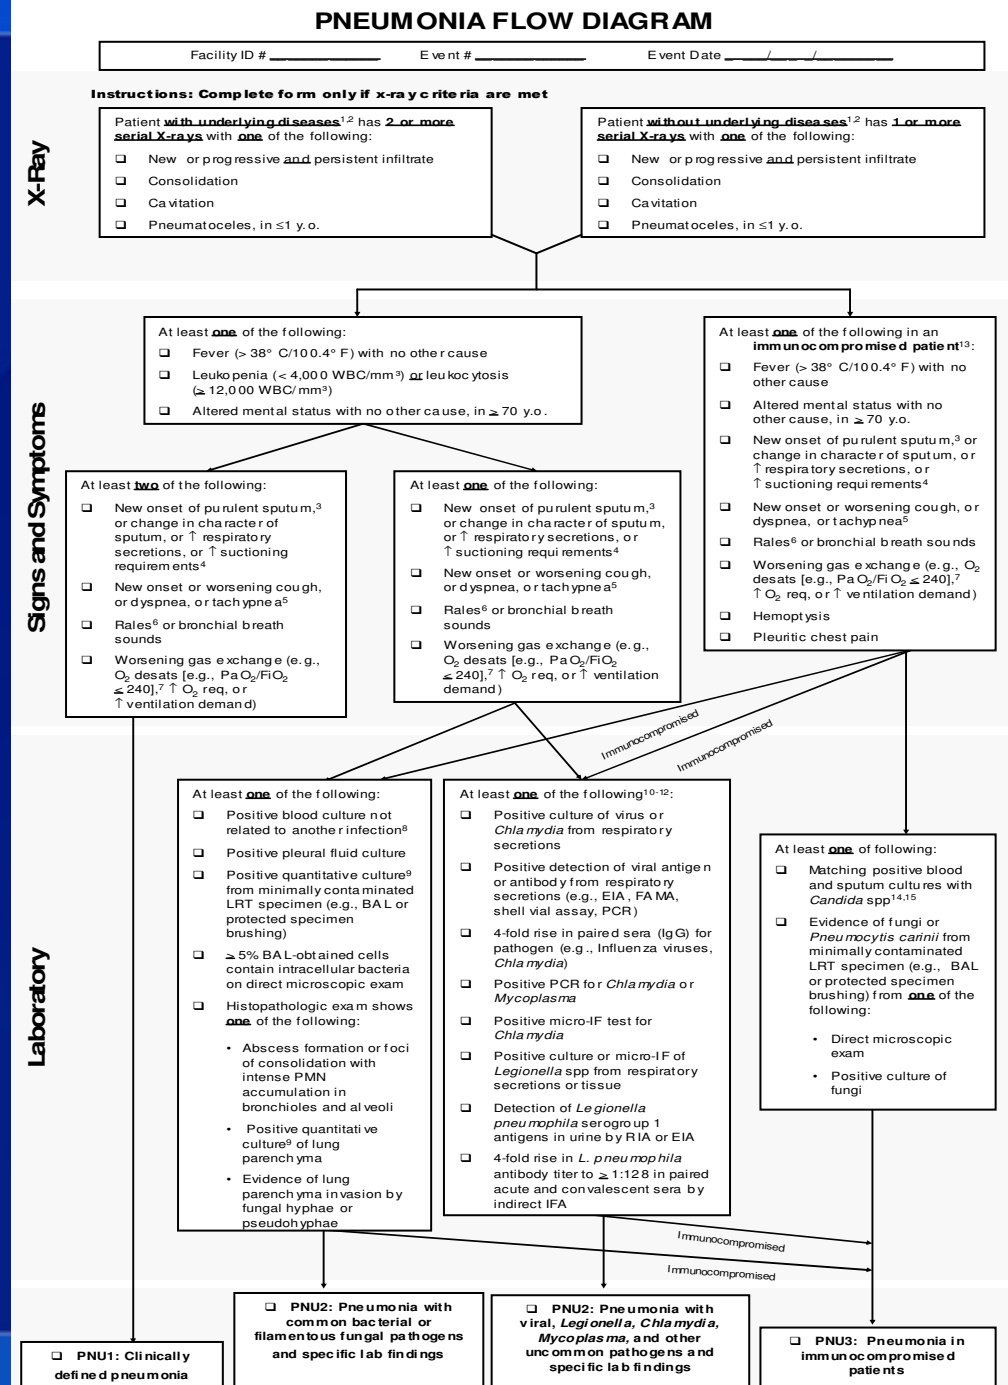 PNEUMONIA FLOW DIAGRAM
Facility ID # ________________ Event # ________________ Event Date ______/______/___________
Instructions: Complete form only if x-ray criteria are met
X-Ray
Patient with underlying diseases1,2 has 2 or more
serial X-rays with one of the following:
❑ New or progressive and persistent infiltrate
❑ Consolidation
❑ Cavitation
❑ Pneumatoceles, in ≤1 y.o.
Patient without underlying diseases1,2 has 1 or more
serial X-rays with one of the following:
❑ New or progressive and persistent infiltrate
❑ Consolidation
❑ Cavitation
❑ Pneumatoceles, in ≤1 y.o.
Signs and Symptoms
At least one of the following:
❑ Fever (> 38° C/100.4° F) with no other cause
❑ Leukopenia (< 4,000 WBC/mm³) or leukocytosis
(≥ 12,000 WBC/mm³)
❑ Altered mental status with no other cause, in ≥ 70 y.o.
At least two of the following:
❑ New onset of purulent sputum,³
or change in character of
sputum, or ↑ respiratory
secretions, or ↑ suctioning
requirements⁴
❑ New onset or worsening cough,
or dyspnea, or tachypnea⁵
❑ Rales⁶ or bronchial breath
sounds
❑ Worsening gas exchange (e.g.,
O₂ desats [e.g., PaO₂/FiO₂
≤ 240],⁷ ↑ O₂ req, or
↑ ventilation demand)
At least one of the following:
❑ New onset of purulent sputum,³
or change in character of sputum,
or ↑ respiratory secretions, or
↑ suctioning requirements⁴
❑ New onset or worsening cough,
or dyspnea, or tachypnea⁵
❑ Rales⁶ or bronchial breath
sounds
❑ Worsening gas exchange (e.g.,
O₂ desats [e.g., PaO₂/FiO₂
≤ 240],⁷ ↑ O₂ req, or ↑ ventilation
demand)
At least one of the following in an
immunocompromised patient¹³:
❑ Fever (> 38° C/100.4° F) with no
other cause
❑ Altered mental status with no
other cause, in ≥ 70 y.o.
❑ New onset of purulent sputum,³ or
change in character of sputum, or
↑ respiratory secretions, or
↑ suctioning requirements⁴
❑ New onset or worsening cough, or
dyspnea, or tachypnea⁵
❑ Rales⁶ or bronchial breath sounds
❑ Worsening gas exchange (e.g., O₂
desats [e.g., PaO₂/FiO₂ ≤ 240],⁷
↑ O₂ req, or ↑ ventilation demand)
❑ Hemoptysis
❑ Pleuritic chest pain
Immunocompromised
Immunocompromised
Laboratory
At least one of the following:
❑ Positive blood culture not
related to another infection⁸
❑ Positive pleural fluid culture
❑ Positive quantitative culture⁹
from minimally contaminated
LRT specimen (e.g., BAL or
protected specimen
brushing)
❑ ≥ 5% BAL-obtained cells
contain intracellular bacteria
on direct microscopic exam
❑ Histopathologic exam shows
one of the following:
• Abscess formation or foci
of consolidation with
intense PMN
accumulation in
bronchioles and alveoli
• Positive quantitative
culture⁹ of lung
parenchyma
• Evidence of lung
parenchyma invasion by
fungal hyphae or
pseudohyphae
At least one of the following¹⁰⁻¹²:
❑ Positive culture of virus or
Chlamydia from respiratory
secretions
❑ Positive detection of viral antigen
or antibody from respiratory
secretions (e.g., EIA, FAMA,
shell vial assay, PCR)
❑ 4-fold rise in paired sera (IgG) for
pathogen (e.g., Influenza viruses,
Chlamydia)
❑ Positive PCR for Chlamydia or
Mycoplasma
❑ Positive micro-IF test for
Chlamydia
❑ Positive culture or micro-IF of
Legionella spp from respiratory
secretions or tissue
❑ Detection of Legionella
pneumophila serogroup 1
antigens in urine by RIA or EIA
❑ 4-fold rise in L. pneumophila
antibody titer to ≥ 1:128 in paired
acute and convalescent sera by
indirect IFA
At least one of following:
❑ Matching positive blood
and sputum cultures with
Candida spp¹⁴,¹⁵
❑ Evidence of fungi or
Pneumocytis carinii from
minimally contaminated
LRT specimen (e.g., BAL
or protected specimen
brushing) from one of the
following:
• Direct microscopic
exam
• Positive culture of
fungi
Immunocompromised
Immunocompromised
❑ PNU1: Clinically
defined pneumonia
❑ PNU2: Pneumonia with
common bacterial or
filamentous fungal pathogens
and specific lab findings
❑ PNU2: Pneumonia with
viral, Legionella, Chlamydia,
Mycoplasma, and other
uncommon pathogens and
specific lab findings
❑ PNU3: Pneumonia in
immunocompromised
patients